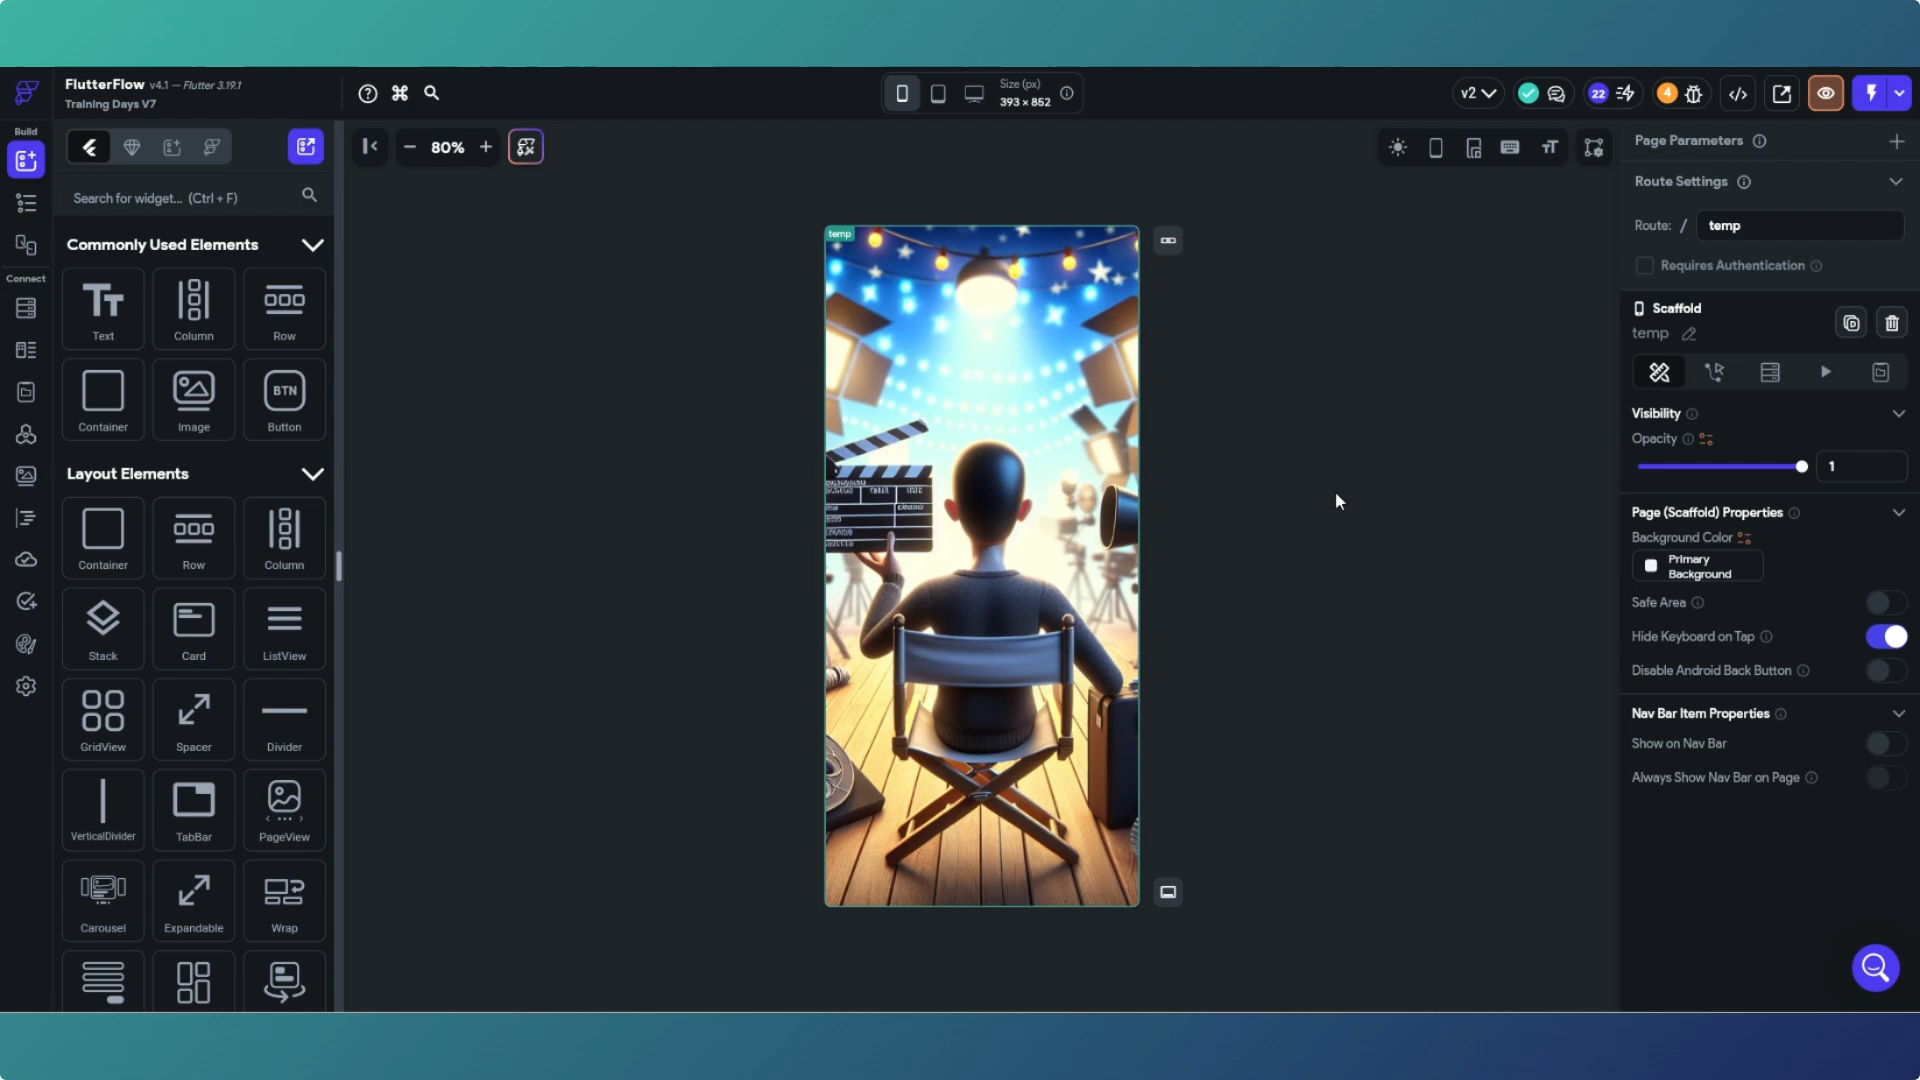 FlutterFlow v4.1 — Flutter 3.19.1
Training Days V7
Size (px)
393 × 852
v2
22
4
Build
Connect
80%
Search for widget... (Ctrl + F)
Commonly Used Elements
Text
Column
Row
Container
Image
BTN
Button
Layout Elements
Container
Row
Column
Stack
Card
ListView
GridView
Spacer
Divider
VerticalDivider
TabBar
PageView
Carousel
Expandable
Wrap
temp
Page Parameters
Route Settings
Route: / temp
Requires Authentication
Scaffold
temp
Visibility
Opacity
1
Page (Scaffold) Properties
Background Color
Primary
Background
Safe Area
Hide Keyboard on Tap
Disable Android Back Button
Nav Bar Item Properties
Show on Nav Bar
Always Show Nav Bar on Page